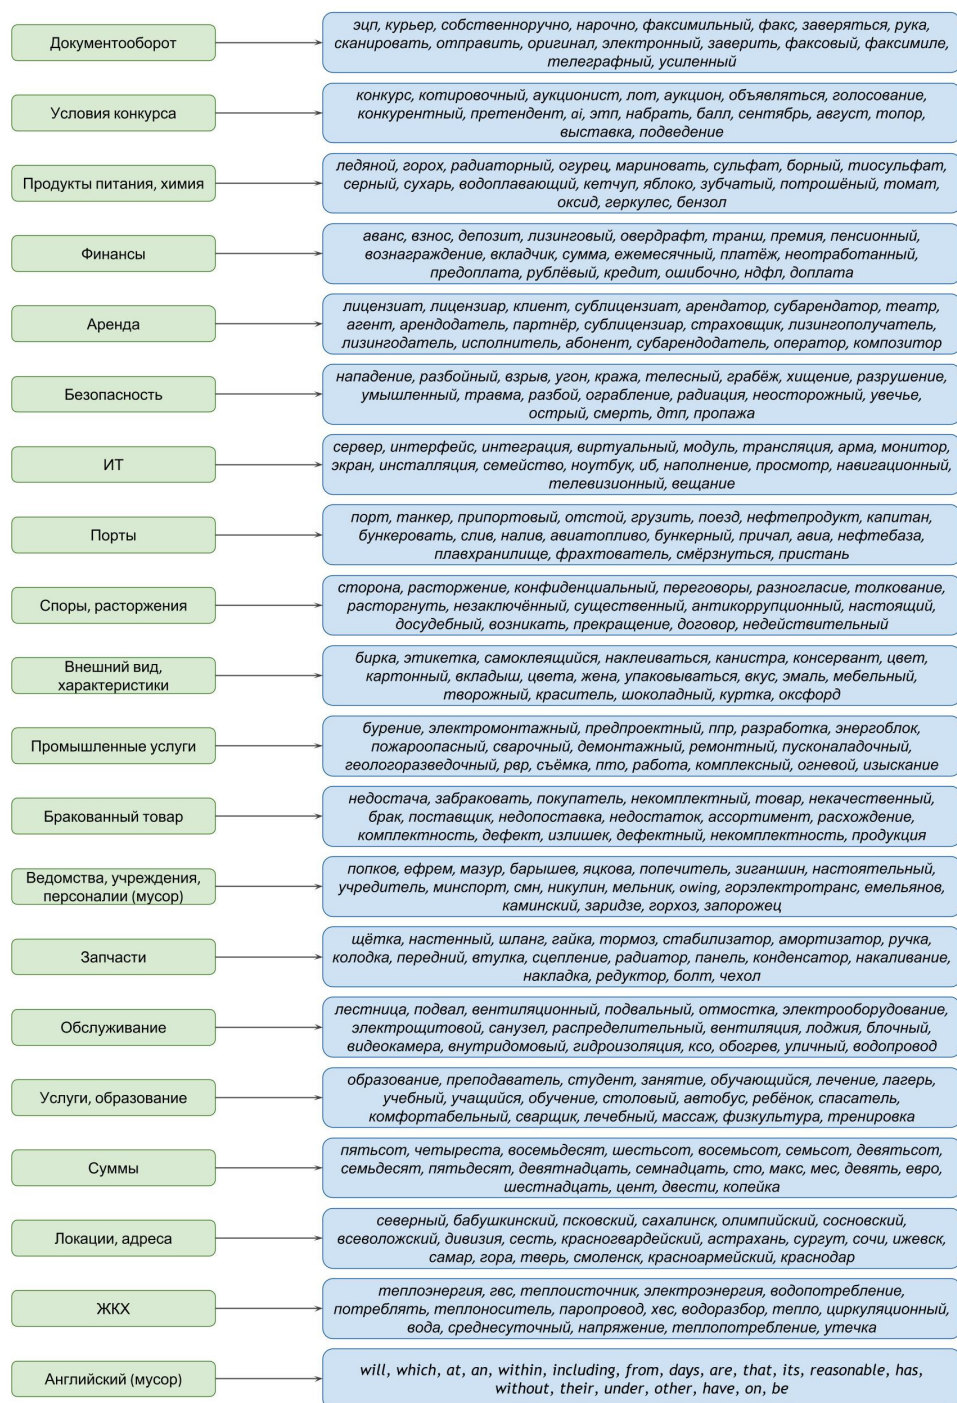 Документооборот
эцп, курьер, собственноручно, нарочно, факсимильный, факс, заверяться, рука,
сканировать, отправить, оригинал, электронный, заверить, факсовый, факсимиле,
телеграфный, усиленный
Условия конкурса
конкурс, котировочный, аукционист, лот, аукцион, объявляться, голосование,
конкурентный, претендент, ai, этп, набрать, балл, сентябрь, август, топор,
выставка, подведение
Продукты питания, химия
ледяной, горох, радиаторный, огурец, мариновать, сульфат, борный, тиосульфат,
серный, сухарь, водоплавающий, кетчуп, яблоко, зубчатый, потрошёный, томат,
оксид, геркулес, бензол
Финансы
аванс, взнос, депозит, лизинговый, овердрафт, транш, премия, пенсионный,
вознаграждение, вкладчик, сумма, ежемесячный, платёж, неотработанный,
предоплата, рублёвый, кредит, ошибочно, ндфл, доплата
Аренда
лицензиат, лицензиар, клиент, сублицензиат, арендатор, субарендатор, театр,
агент, арендодатель, партнёр, сублицензиар, страховщик, лизингополучатель,
лизингодатель, исполнитель, абонент, субарендодатель, оператор, композитор
Безопасность
нападение, разбойный, взрыв, угон, кража, телесный, грабёж, хищение, разрушение,
умышленный, травма, разбой, ограбление, радиация, неосторожный, увечье,
острый, смерть, дтп, пропажа
ИТ
сервер, интерфейс, интеграция, виртуальный, модуль, трансляция, арма, монитор,
экран, инсталляция, семейство, ноутбук, иб, наполнение, просмотр, навигационный,
телевизионный, вещание
Порты
порт, танкер, припортовый, отстой, грузить, поезд, нефтепродукт, капитан,
бункеровать, слив, налив, авиатопливо, бункерный, причал, авиа, нефтебаза,
плавхранилище, фрахтователь, смёрзнуться, пристань
Споры, расторжения
сторона, расторжение, конфиденциальный, переговоры, разногласие, толкование,
расторгнуть, незаключённый, существенный, антикоррупционный, настоящий,
досудебный, возникать, прекращение, договор, недействительный
Внешний вид,
характеристики
бирка, этикетка, самоклеящийся, наклеиваться, канистра, консервант, цвет,
картонный, вкладыш, цвета, жена, упаковываться, вкус, эмаль, мебельный,
творожный, краситель, шоколадный, куртка, оксфорд
Промышленные услуги
бурение, электромонтажный, предпроектный, ппр, разработка, энергоблок,
пожароопасный, сварочный, демонтажный, ремонтный, пусконаладочный,
геологоразведочный, рвр, съёмка, пто, работа, комплексный, огневой, изыскание
Бракованный товар
недостача, забраковать, покупатель, некомплектный, товар, некачественный,
брак, поставщик, недопоставка, недостаток, ассортимент, расхождение,
комплектность, дефект, излишек, дефектный, некомплектность, продукция
Ведомства, учреждения,
персоналии (мусор)
попков, ефрем, мазур, барышев, яцкова, попечитель, зиганшин, настоятельный,
учредитель, минспорт, смн, никулин, мельник, owing, горэлектротранс, емельянов,
каминский, заридзе, горхоз, запорожец
Запчасти
щётка, настенный, шланг, гайка, тормоз, стабилизатор, амортизатор, ручка,
колодка, передний, втулка, сцепление, радиатор, панель, конденсатор, накаливание,
накладка, редуктор, болт, чехол
Обслуживание
лестница, подвал, вентиляционный, подвальный, отмостка, электрооборудование,
электрощитовой, санузел, распределительный, вентиляция, лоджия, блочный,
видеокамера, внутридомовый, гидроизоляция, ксо, обогрев, уличный, водопровод
Услуги, образование
образование, преподаватель, студент, занятие, обучающийся, лечение, лагерь,
учебный, учащийся, обучение, столовый, автобус, ребёнок, спасатель,
комфортабельный, сварщик, лечебный, массаж, физкультура, тренировка
Суммы
пятьсот, четыреста, восемьдесят, шестьсот, восемьсот, семьсот, девятьсот,
семьдесят, пятьдесят, девятнадцать, семнадцать, сто, макс, мес, девять, евро,
шестнадцать, цент, двести, копейка
Локации, адреса
северный, бабушкинский, псковский, сахалинск, олимпийский, сосновский,
всеволожский, дивизия, сесть, красногвардейский, астрахань, сургут, сочи, ижевск,
самар, гора, тверь, смоленск, красноармейский, краснодар
ЖКХ
теплоэнергия, гвс, теплоисточник, электроэнергия, водопотребление,
потреблять, теплоноситель, паропровод, хвс, водоразбор, тепло, циркуляционный,
вода, среднесуточный, напряжение, теплопотребление, утечка
Английский (мусор)
will, which, at, an, within, including, from, days, are, that, its, reasonable, has,
without, their, under, other, have, on, be